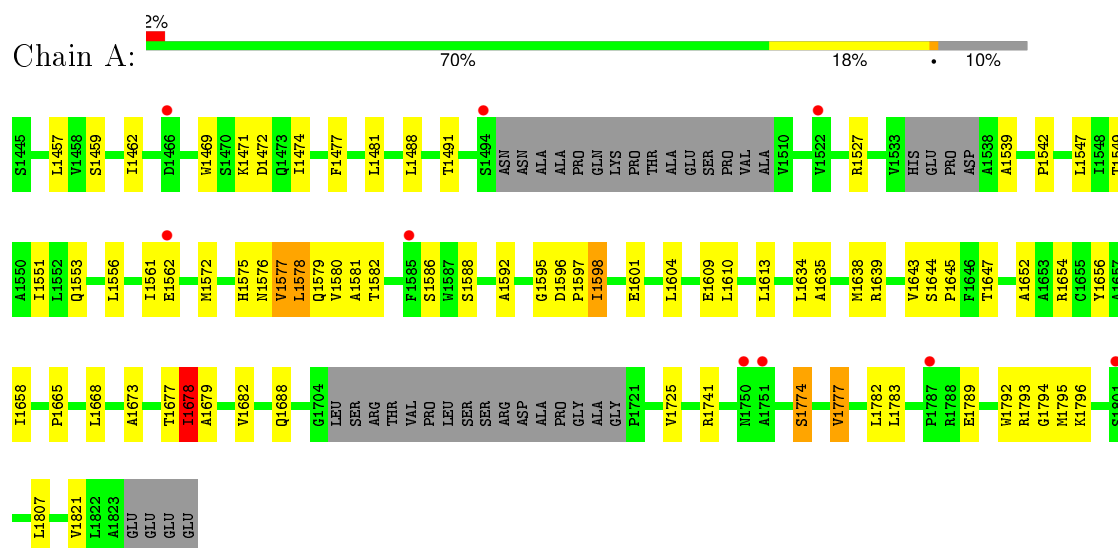 2%
Chain A:
70% 18% • 10%
S1445 L1457 V1458 S1459 I1462 D1466 W1469 S1470 K1471 D1472 Q1473 I1474 F1477 L1481 L1488 T1491 S1494 ASN ASN ALA ALA PRO GLN LYS PRO THR ALA GLU SER PRO VAL ALA V1510 V1522 R1527 V1533 HIS GLU PRO ASP A1538 A1539 P1542 L1547 I1548 T1549
A1550 I1551 L1552 Q1553 L1556 I1561 E1562 M1572 H1575 N1576 V1577 L1578 Q1579 V1580 A1581 T1582 F1585 S1586 W1587 S1588 A1592 G1595 D1596 P1597 I1598 E1601 L1604 E1609 L1610 L1613 L1634 A1635 M1638 R1639 V1643 S1644 P1645 F1646 T1647 A1652 A1653 R1654 C1655 Y1656 A1657
I1658 P1665 L1668 A1673 T1677 I1678 A1679 V1682 Q1688 G1704 LEU SER ARG THR VAL PRO LEU SER SER ARG ASP ALA PRO GLY ALA GLY P1721 V1725 R1741 N1750 A1751 S1774 V1777 L1782 L1783 P1787 R1788 E1789 W1792 R1793 G1794 M1795 K1796 S1801
L1807 V1821 L1822 A1823 GLU GLU GLU GLU